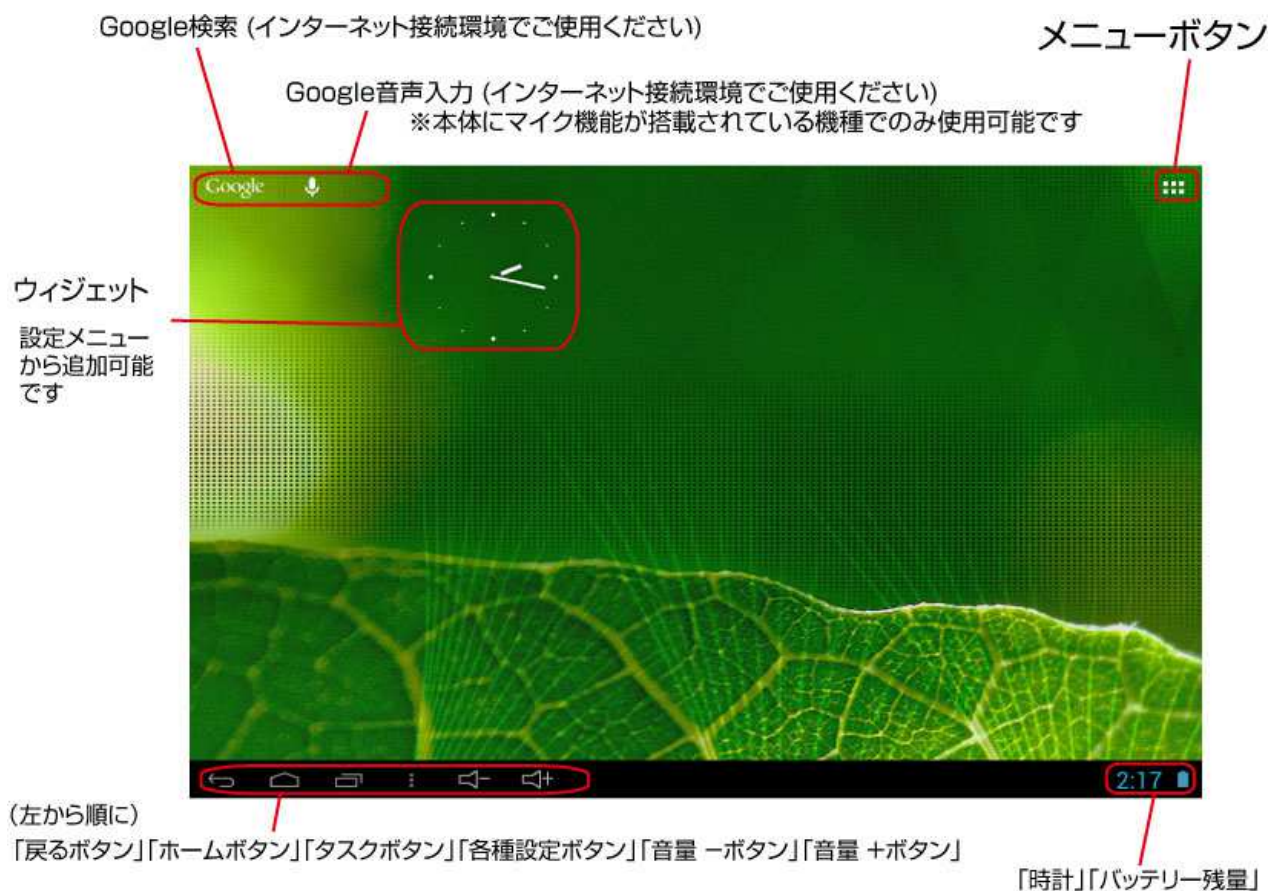 Google検索 (インターネット接続環境でご使用ください)
メニューボタン
Google音声入力 (インターネット接続環境でご使用ください)
※本体にマイク機能が搭載されている機種でのみ使用可能です
Google
ウィジェット
設定メニュー
から追加可能
です
2:17
(左から順に)
「戻るボタン」「ホームボタン」「タスクボタン」「各種設定ボタン」「音量 −ボタン」「音量 +ボタン」
「時計」「バッテリー残量」